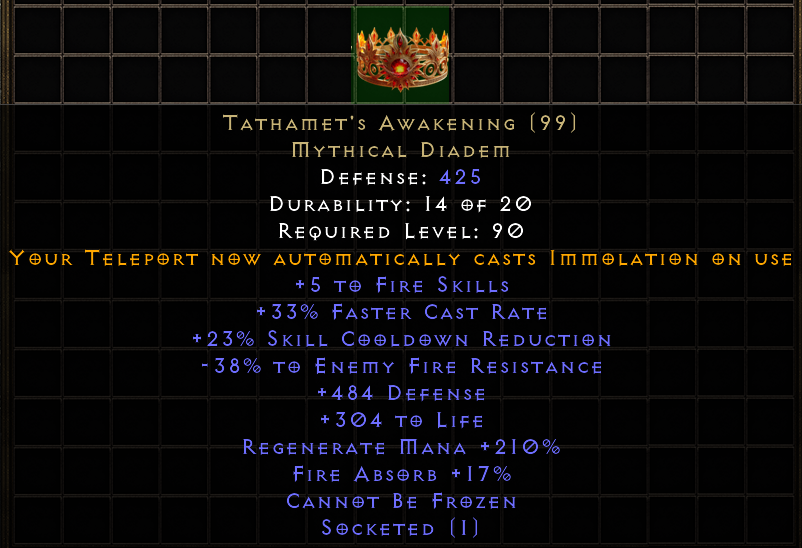 Tathamet's Awakening (99)
Mythical Diadem
Defense: 425
Durability: 14 of 20
Required Level: 90
Your Teleport now automatically casts Immolation on use
+5 to Fire Skills
+33% Faster Cast Rate
+23% Skill Cooldown Reduction
-38% to Enemy Fire Resistance
+484 Defense
+304 to Life
Regenerate Mana +210%
Fire Absorb +17%
Cannot Be Frozen
Socketed (1)